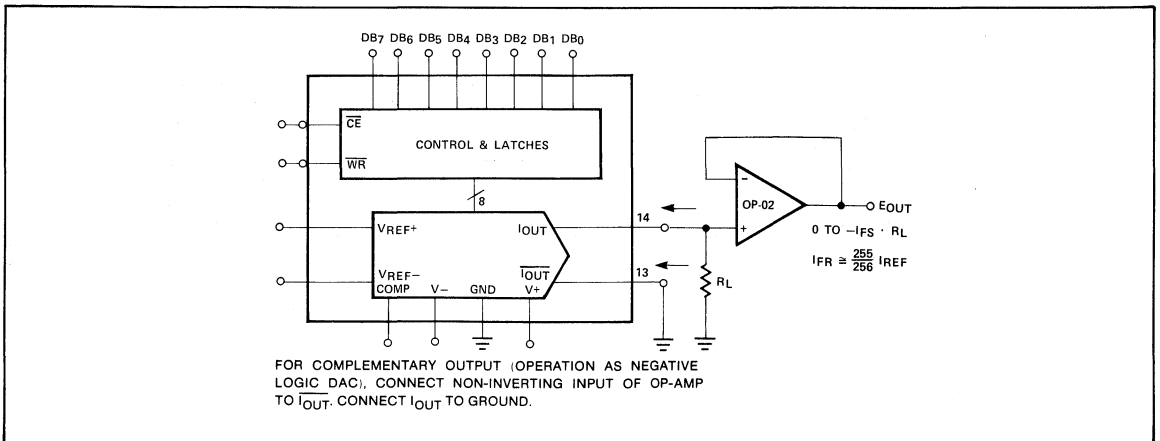 DB7 DB6 DB5 DB4 DB3 DB2 DB1 DB0
CE
CONTROL & LATCHES
WR
8
14
VREF+
IOUT
VREF−
IOUT
13
COMP V− GND V+
−
OP-02
+
EOUT
0 TO −IFS · RL
IFR ≅ 255/256 IREF
RL
FOR COMPLEMENTARY OUTPUT (OPERATION AS NEGATIVE
LOGIC DAC), CONNECT NON-INVERTING INPUT OF OP-AMP
TO IOUT. CONNECT IOUT TO GROUND.